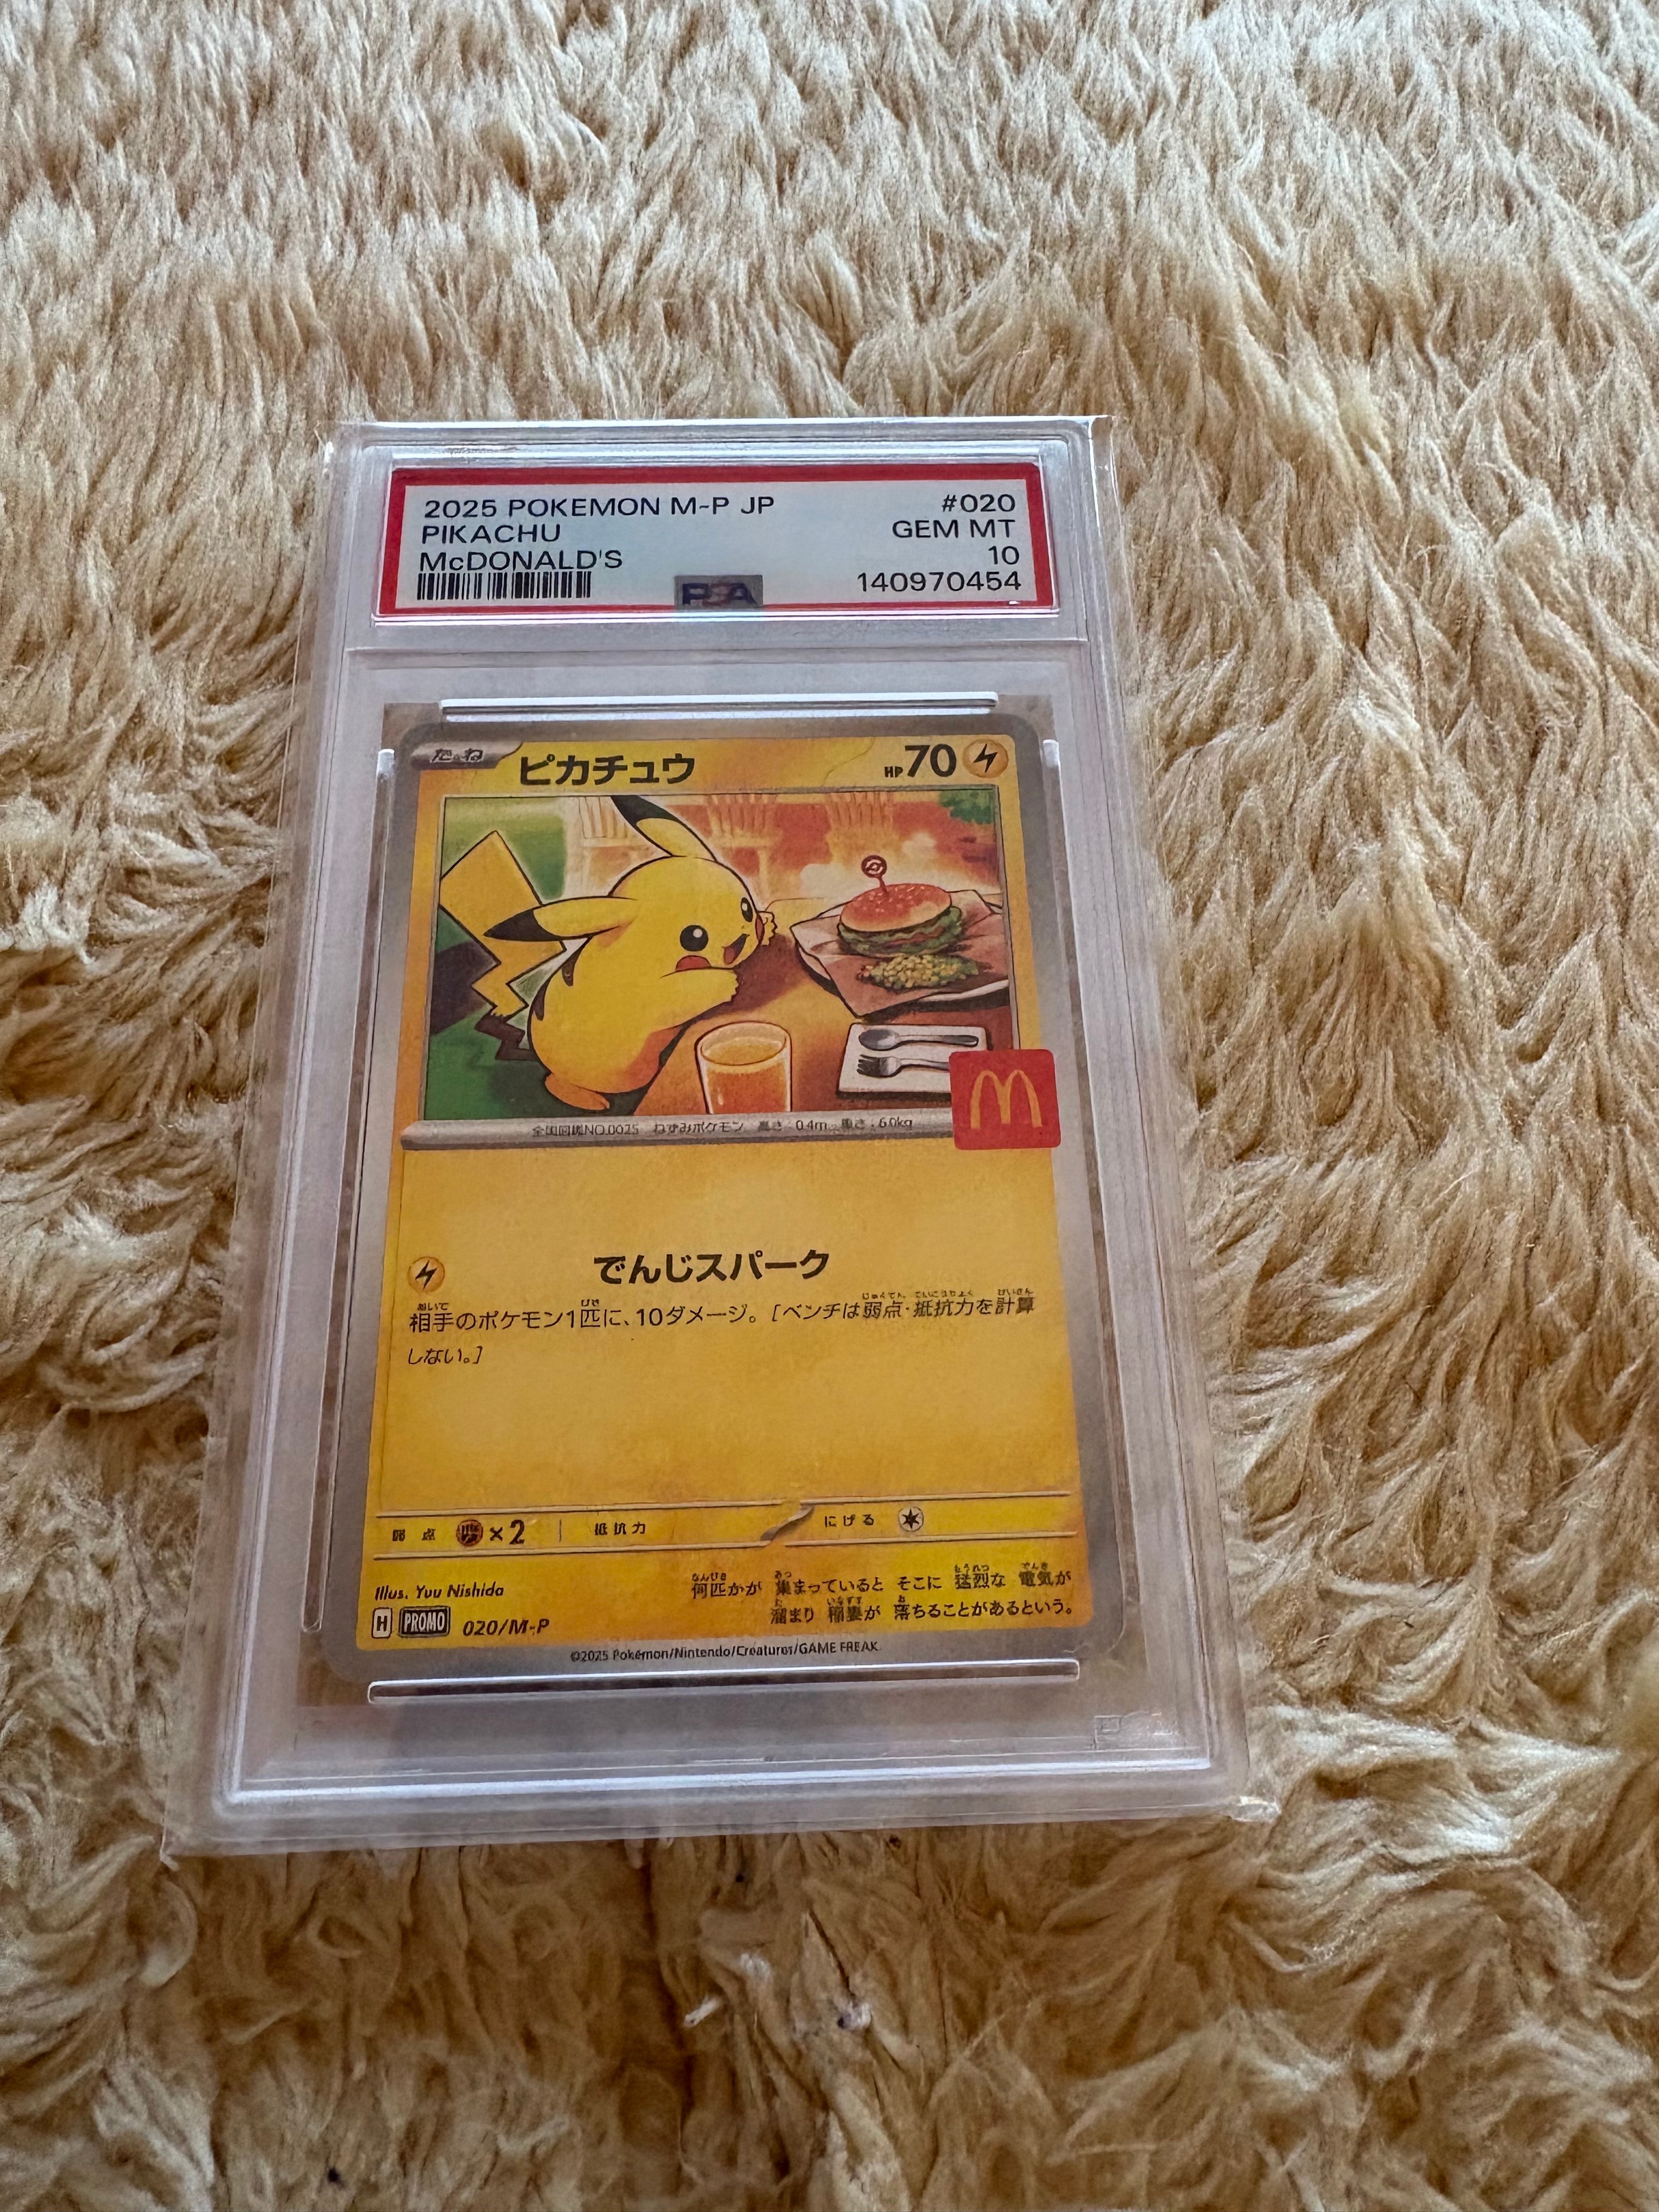 2025 POKEMON M-P JP #020
PIKACHU GEM MT
McDONALD'S 10
140970454
PSA
たね ピカチュウ HP70
全国図鑑NO.0025 ねずみポケモン 高さ:0.4m 重さ:6.0kg
M
でんじスパーク
相手のポケモン1匹に、10ダメージ。[ベンチは弱点・抵抗力を計算
しない。]
弱点 ×2 抵抗力 にげる
Illus. Yuu Nishida
何匹かが 集まっていると そこに 猛烈な 電気が
溜まり 稲妻が 落ちることがあるという。
H PROMO 020/M-P
©2025 Pokémon/Nintendo/Creatures/GAME FREAK